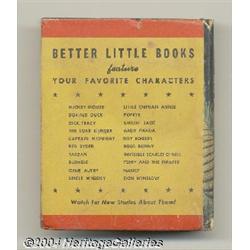 BETTER LITTLE BOOKS
feature
YOUR FAVORITE CHARACTERS
MICKEY MOUSE
DONALD DUCK
DICK TRACY
THE LONE RANGER
CAPTAIN MIDNIGHT
RED RYDER
TARZAN
BLONDIE
GENE AUTRY
UNCLE WIGGILY
LITTLE ORPHAN ANNIE
POPEYE
SMILIN' JACK
ANDY PANDA
ROY ROGERS
BUGS BUNNY
INVISIBLE SCARLET O'NEIL
TERRY AND THE PIRATES
NANCY
DON WINSLOW
Watch For New Stories About Them!
©2004 HeritageGalleries